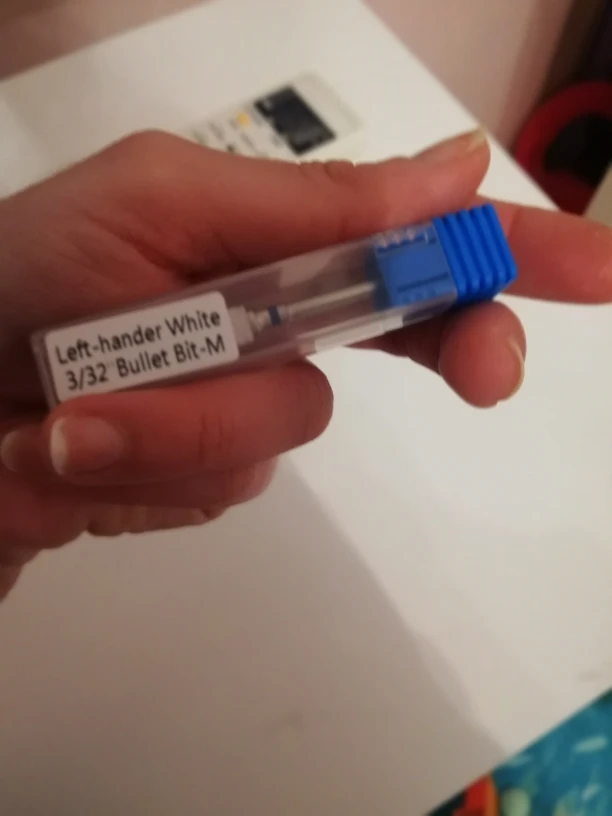 Left-hander White
3/32 Bullet Bit-M